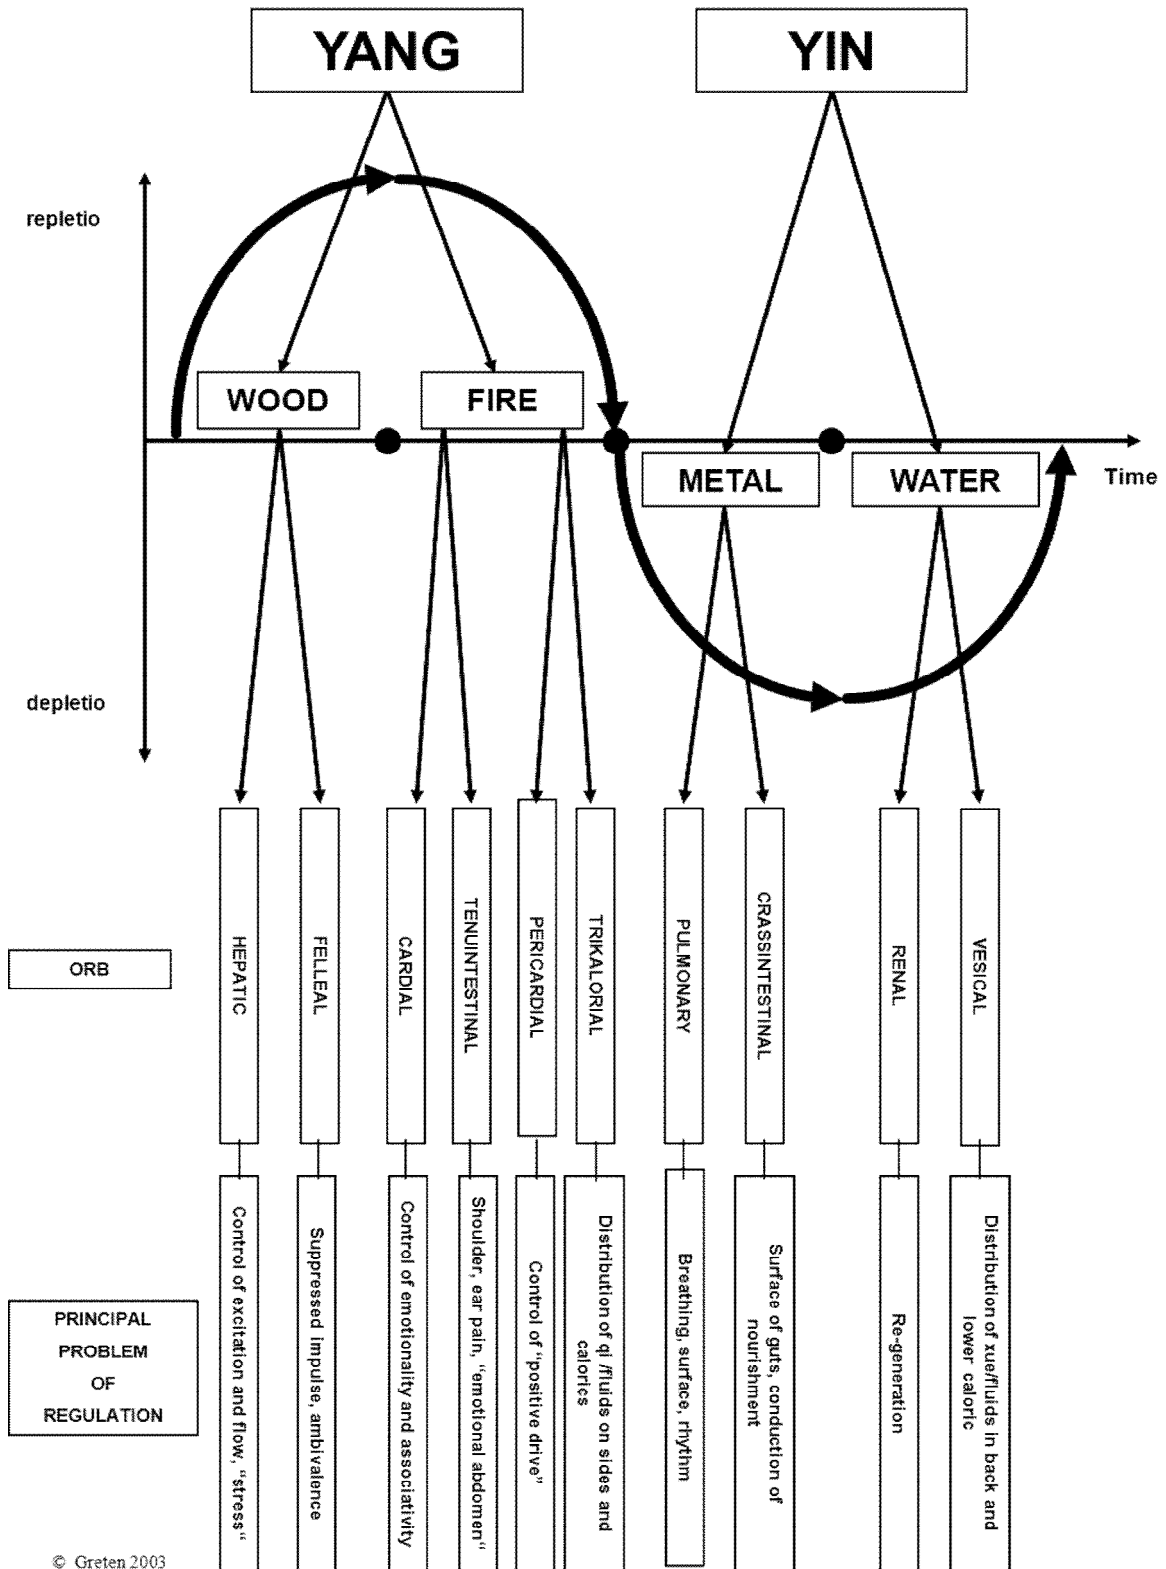 YANG
YIN
repletio
WOOD
FIRE
METAL
WATER
Time
depletio
ORB
HEPATIC
FELLEAL
CARDIAL
TENUINTESTINAL
PERICARDIAL
TRIKALORIAL
PULMONARY
CRASSINTESTINAL
RENAL
VESICAL
PRINCIPAL
PROBLEM
OF
REGULATION
Control of excitation and flow, “stress“
Suppressed impulse, ambivalence
Control of emotionality and associativity
Shoulder, ear pain, “emotional abdomen“
Control of “positive drive”
Distribution of qi /fluids on sides and
calorics
Breathing, surface, rhythm
Surface of guts, conduction of
nourishment
Re-generation
Distribution of xue/fluids in back and
lower caloric
© Greten 2003